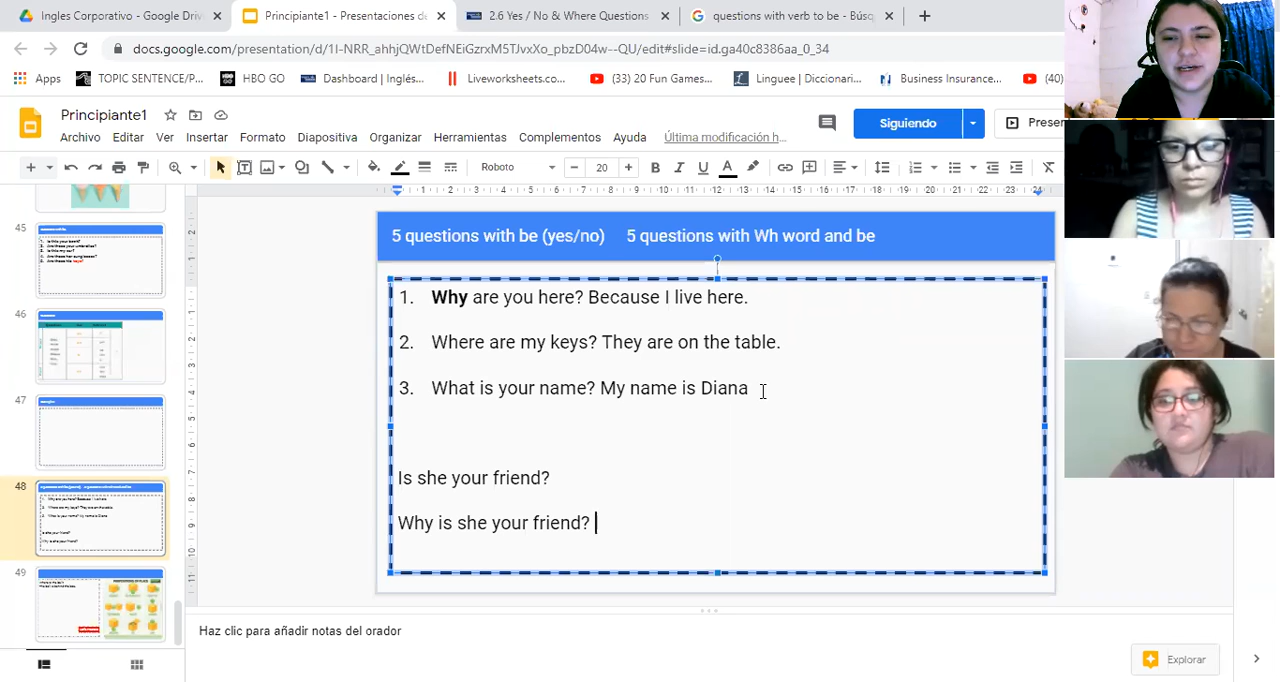 Ingles Corporativo - Google Driv
Principiante1 - Presentaciones de
2.6 Yes / No & Where Questions
questions with verb to be - Búsq
docs.google.com/presentation/d/1I-NRR_ahhjQWtDefNEiGzrxM5TJvxXo_pbzD04w--QU/edit#slide=id.ga40c8386aa_0_34
Apps
TOPIC SENTENCE/P...
HBO GO
Dashboard | Inglés...
Liveworksheets.co...
(33) 20 Fun Games...
Linguee | Diccionari...
Business Insurance...
(40)
Principiante1
Archivo Editar Ver Insertar Formato Diapositiva Organizar Herramientas Complementos Ayuda Última modificación h...
Siguiendo
Presen
Roboto
20
5 questions with be (yes/no) 5 questions with Wh word and be
1. Why are you here? Because I live here.
2. Where are my keys? They are on the table.
3. What is your name? My name is Diana
Is she your friend?
Why is she your friend?
45
46
47
48
49
Haz clic para añadir notas del orador
Explorar